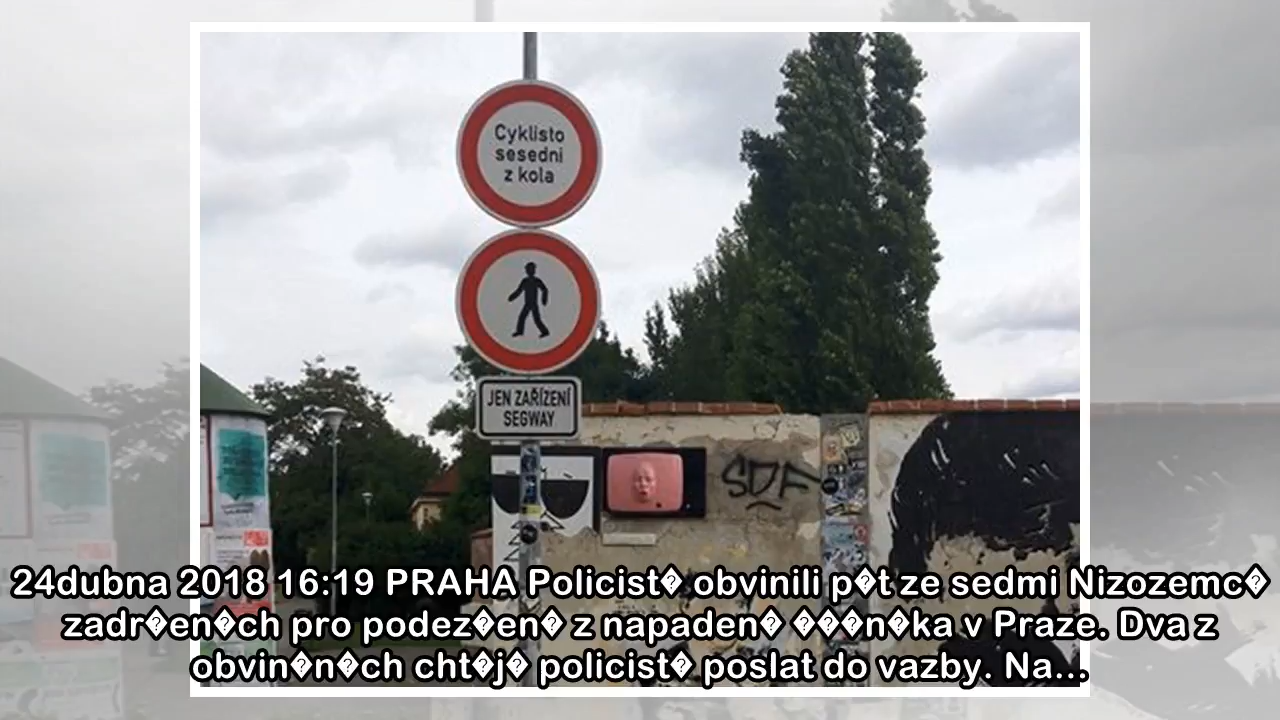 Cyklisto
sesedni
z kola
JEN ZAŘÍZENÍ
SEGWAY
SDF
24dubna 2018 16:19 PRAHA Policist� obvinili p�t ze sedmi Nizozemc�
zadr�en�ch pro podez�en� z napaden� ���n�ka v Praze. Dva z
obvin�n�ch cht�j� policist� poslat do vazby. Na...